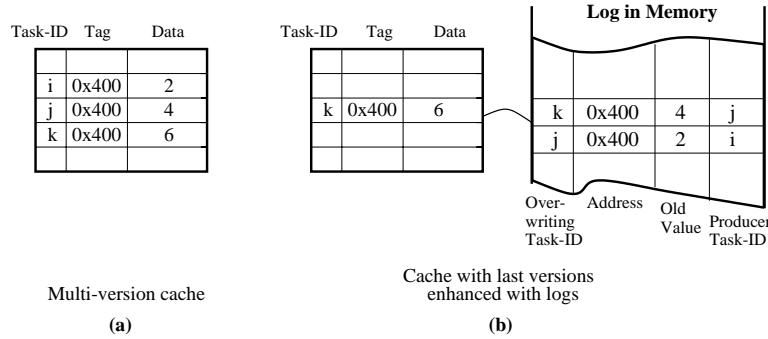 Log in Memory
Task-ID Tag Data
i 0x400 2
j 0x400 4
k 0x400 6
Task-ID Tag Data
k 0x400 6
k 0x400 4 j
j 0x400 2 i
Over-writing Task-ID
Address
Old Value
Producer Task-ID
Multi-version cache
(a)
Cache with last versions
enhanced with logs
(b)